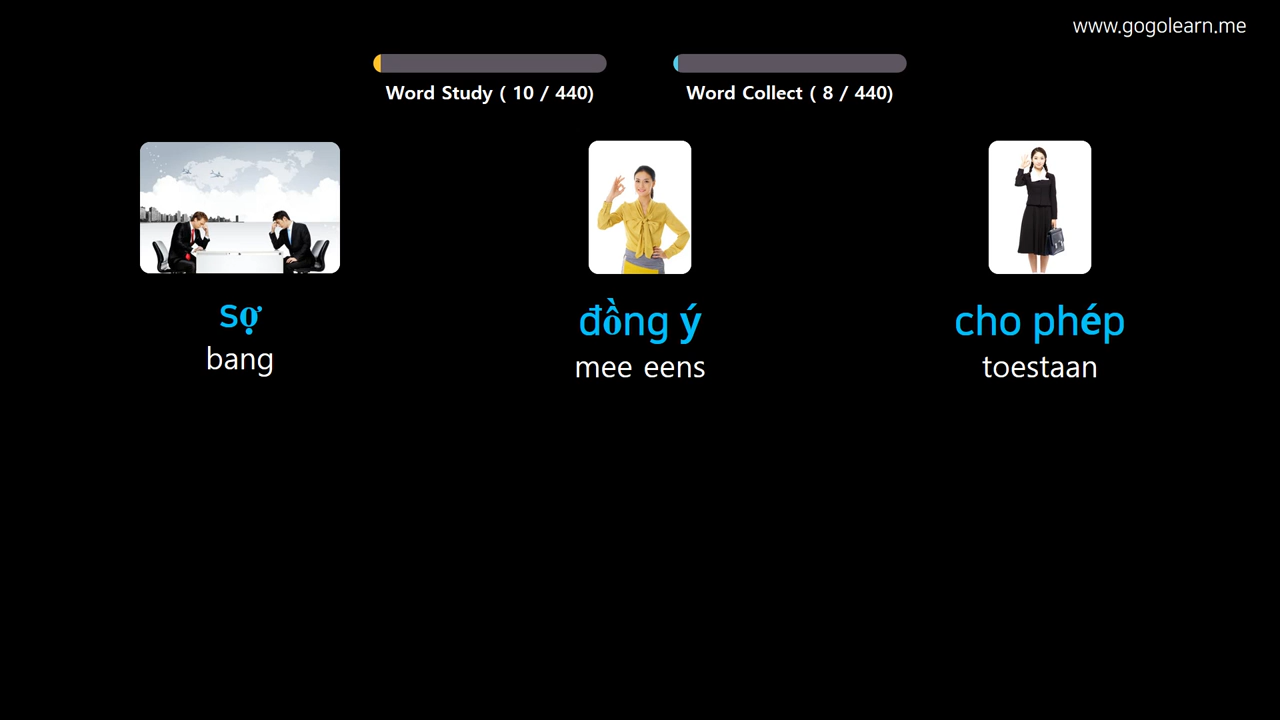 www.gogolearn.me
Word Study ( 10 / 440)
Word Collect ( 8 / 440)
sợ
bang
đồng ý
mee eens
cho phép
toestaan